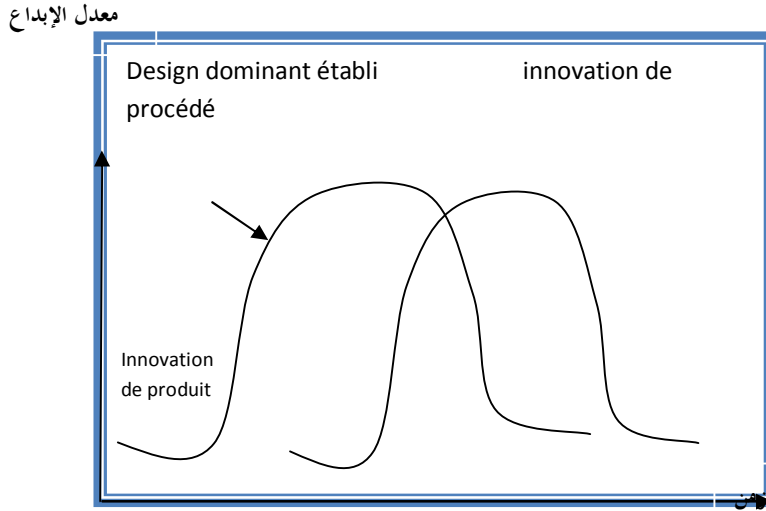 معدل الإبداع
Design dominant établi innovation de
procédé
Innovation
de produit